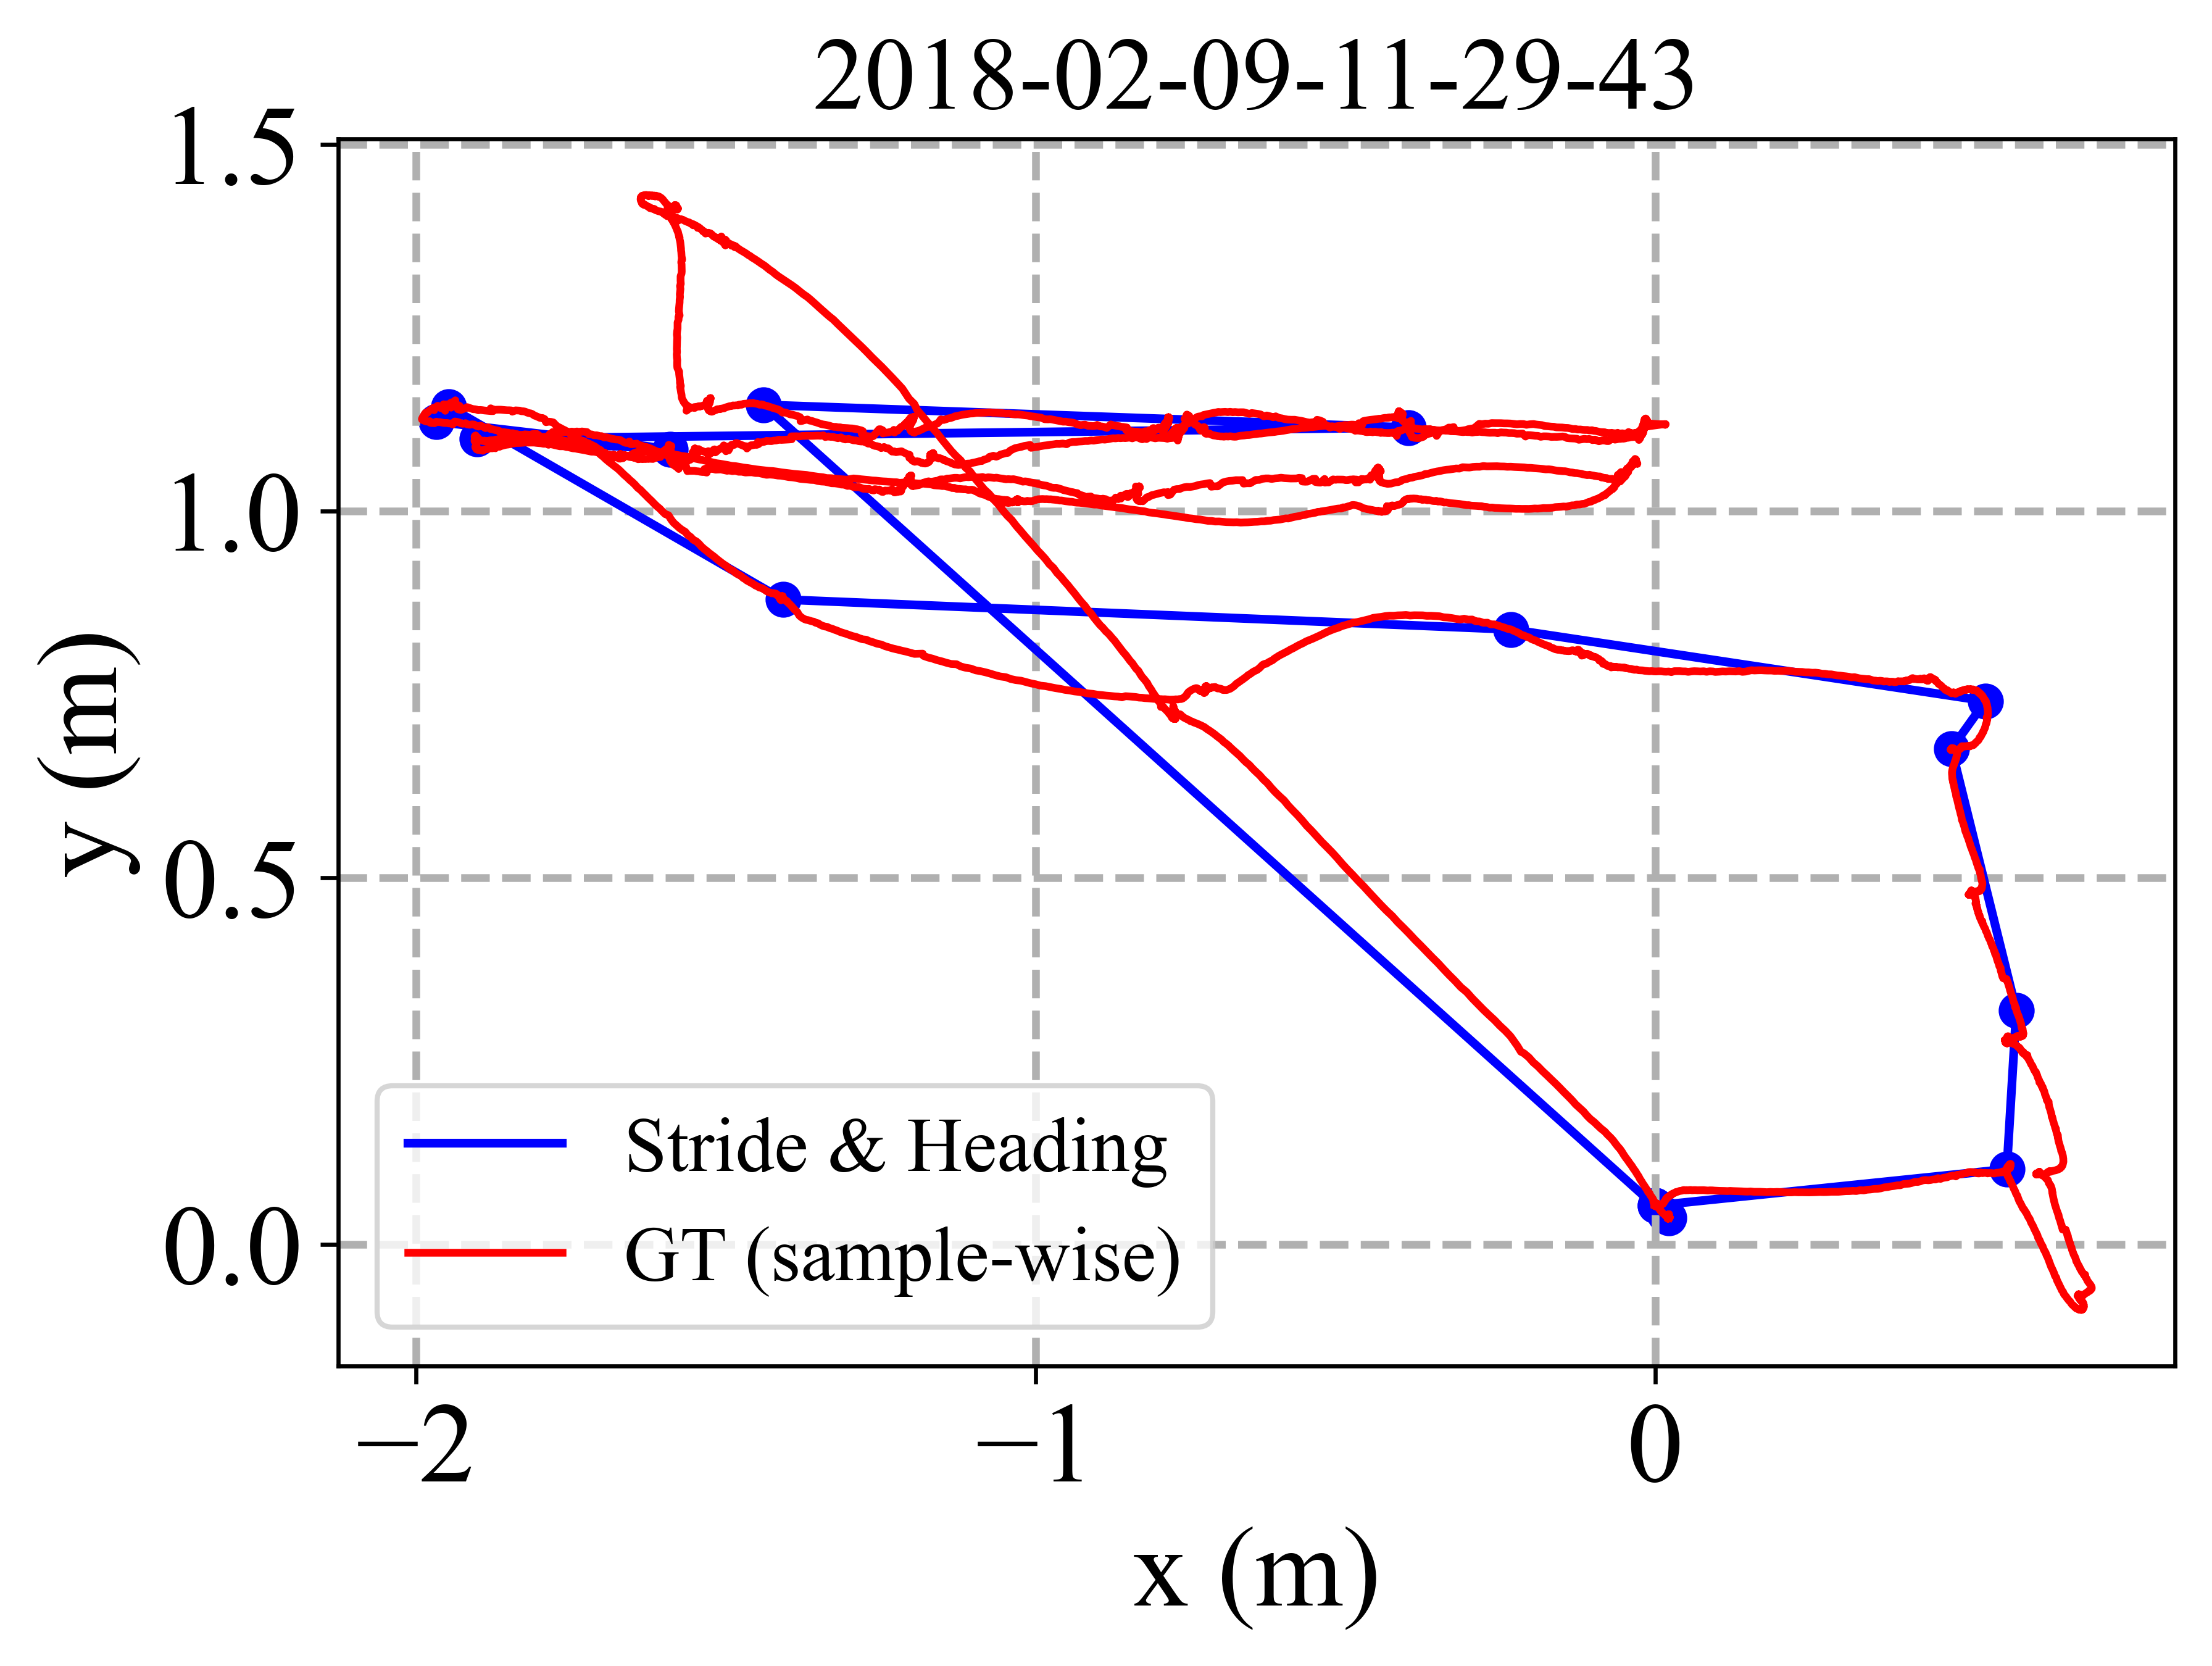 2018-02-09-11-29-43
1.5
1.0
0.5
0.0
y (m)
Stride & Heading
GT (sample-wise)
−2 −1 0
x (m)